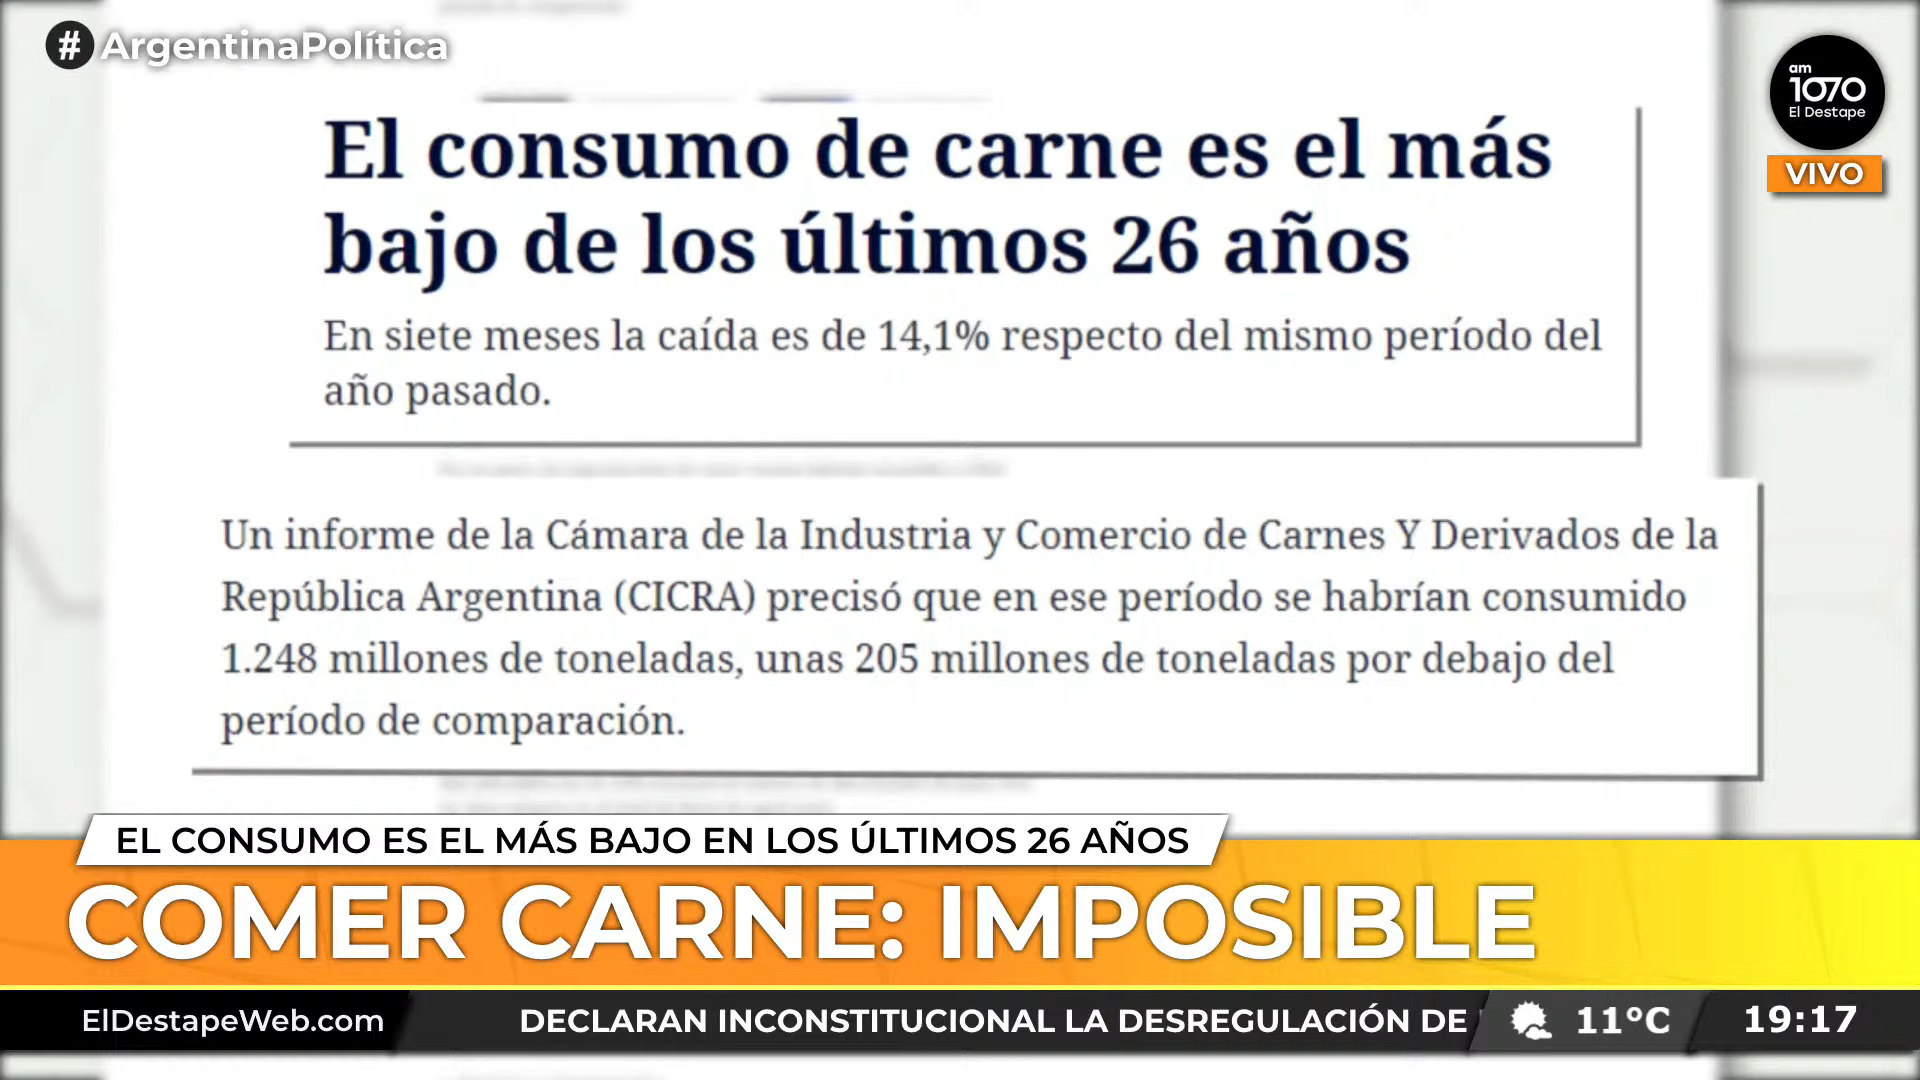 #ArgentinaPolítica
am
1070
El Destape
VIVO
El consumo de carne es el más
bajo de los últimos 26 años
En siete meses la caída es de 14,1% respecto del mismo período del
año pasado.
Un informe de la Cámara de la Industria y Comercio de Carnes Y Derivados de la
República Argentina (CICRA) precisó que en ese período se habrían consumido
1.248 millones de toneladas, unas 205 millones de toneladas por debajo del
período de comparación.
EL CONSUMO ES EL MÁS BAJO EN LOS ÚLTIMOS 26 AÑOS
COMER CARNE: IMPOSIBLE
ElDestapeWeb.com
DECLARAN INCONSTITUCIONAL LA DESREGULACIÓN DE
11°C
19:17